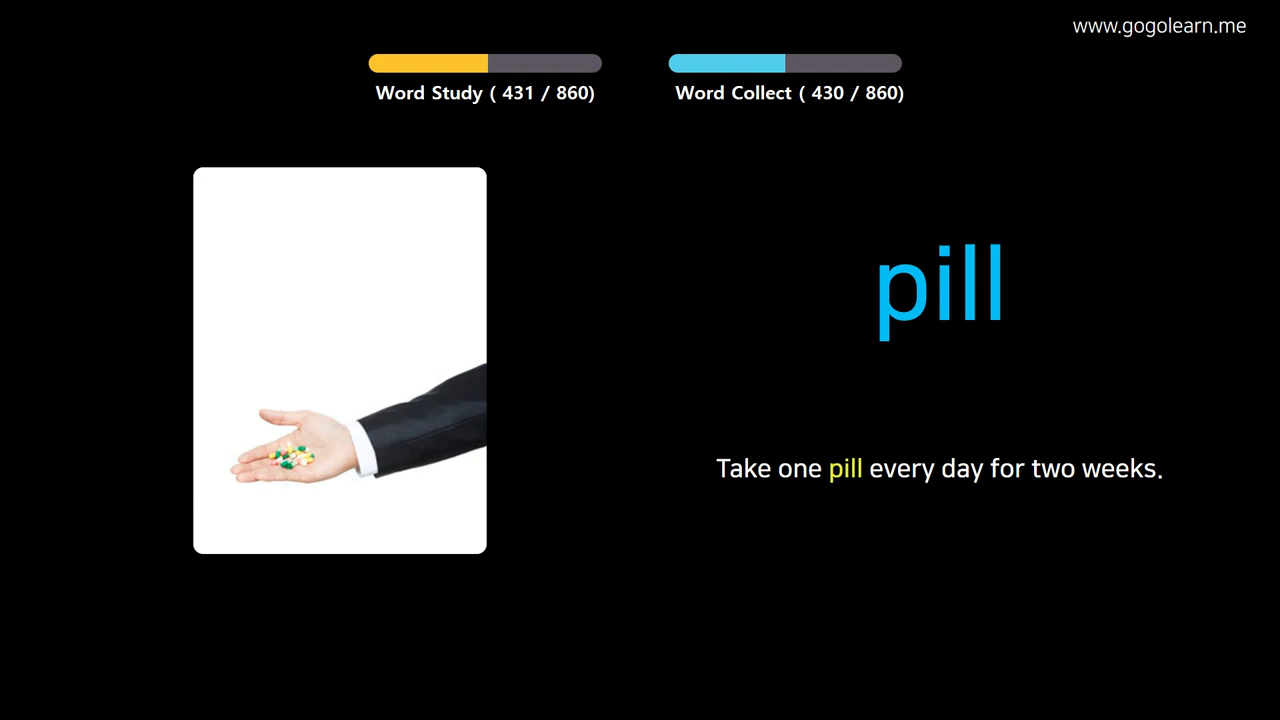 www.gogolearn.me
Word Study ( 431 / 860)
Word Collect ( 430 / 860)
pill
Take one pill every day for two weeks.